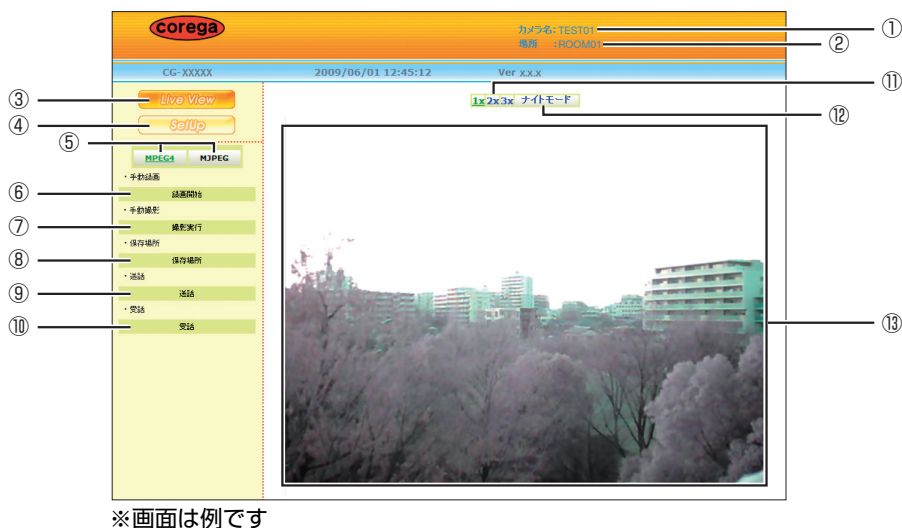 corega
カメラ名: TEST01
①
場所 : ROOM01
②
CG-XXXXX 2009/06/01 12:45:12 Ver x.x.x
③
Live View
④
SetUp
⑤
MPEG4 MJPEG
・手動録画
⑥
録画開始
・手動撮影
⑦
撮影実行
・保存場所
⑧
保存場所
・送話
⑨
送話
・受話
⑩
受話
⑪
1x 2x 3x ナイトモード
⑫
⑬
※画面は例です